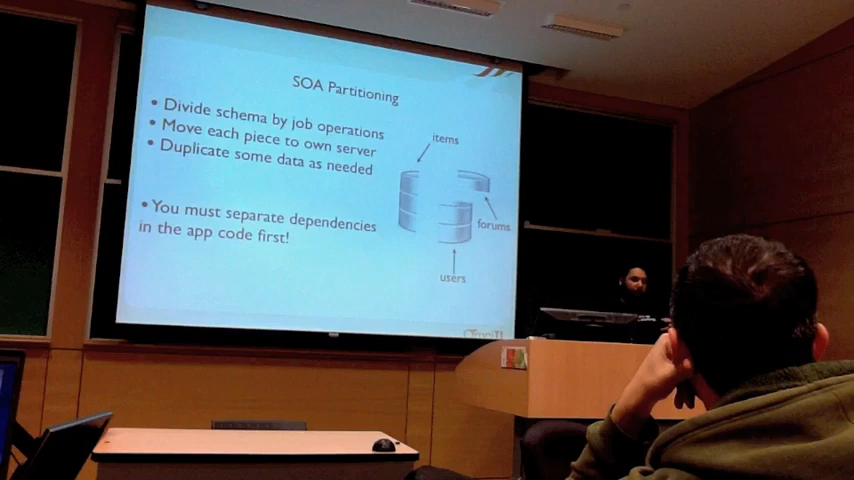 SOA Partitioning
• Divide schema by job operations
• Move each piece to own server
• Duplicate some data as needed
• You must separate dependencies
in the app code first!
items
forums
users
OmniTI